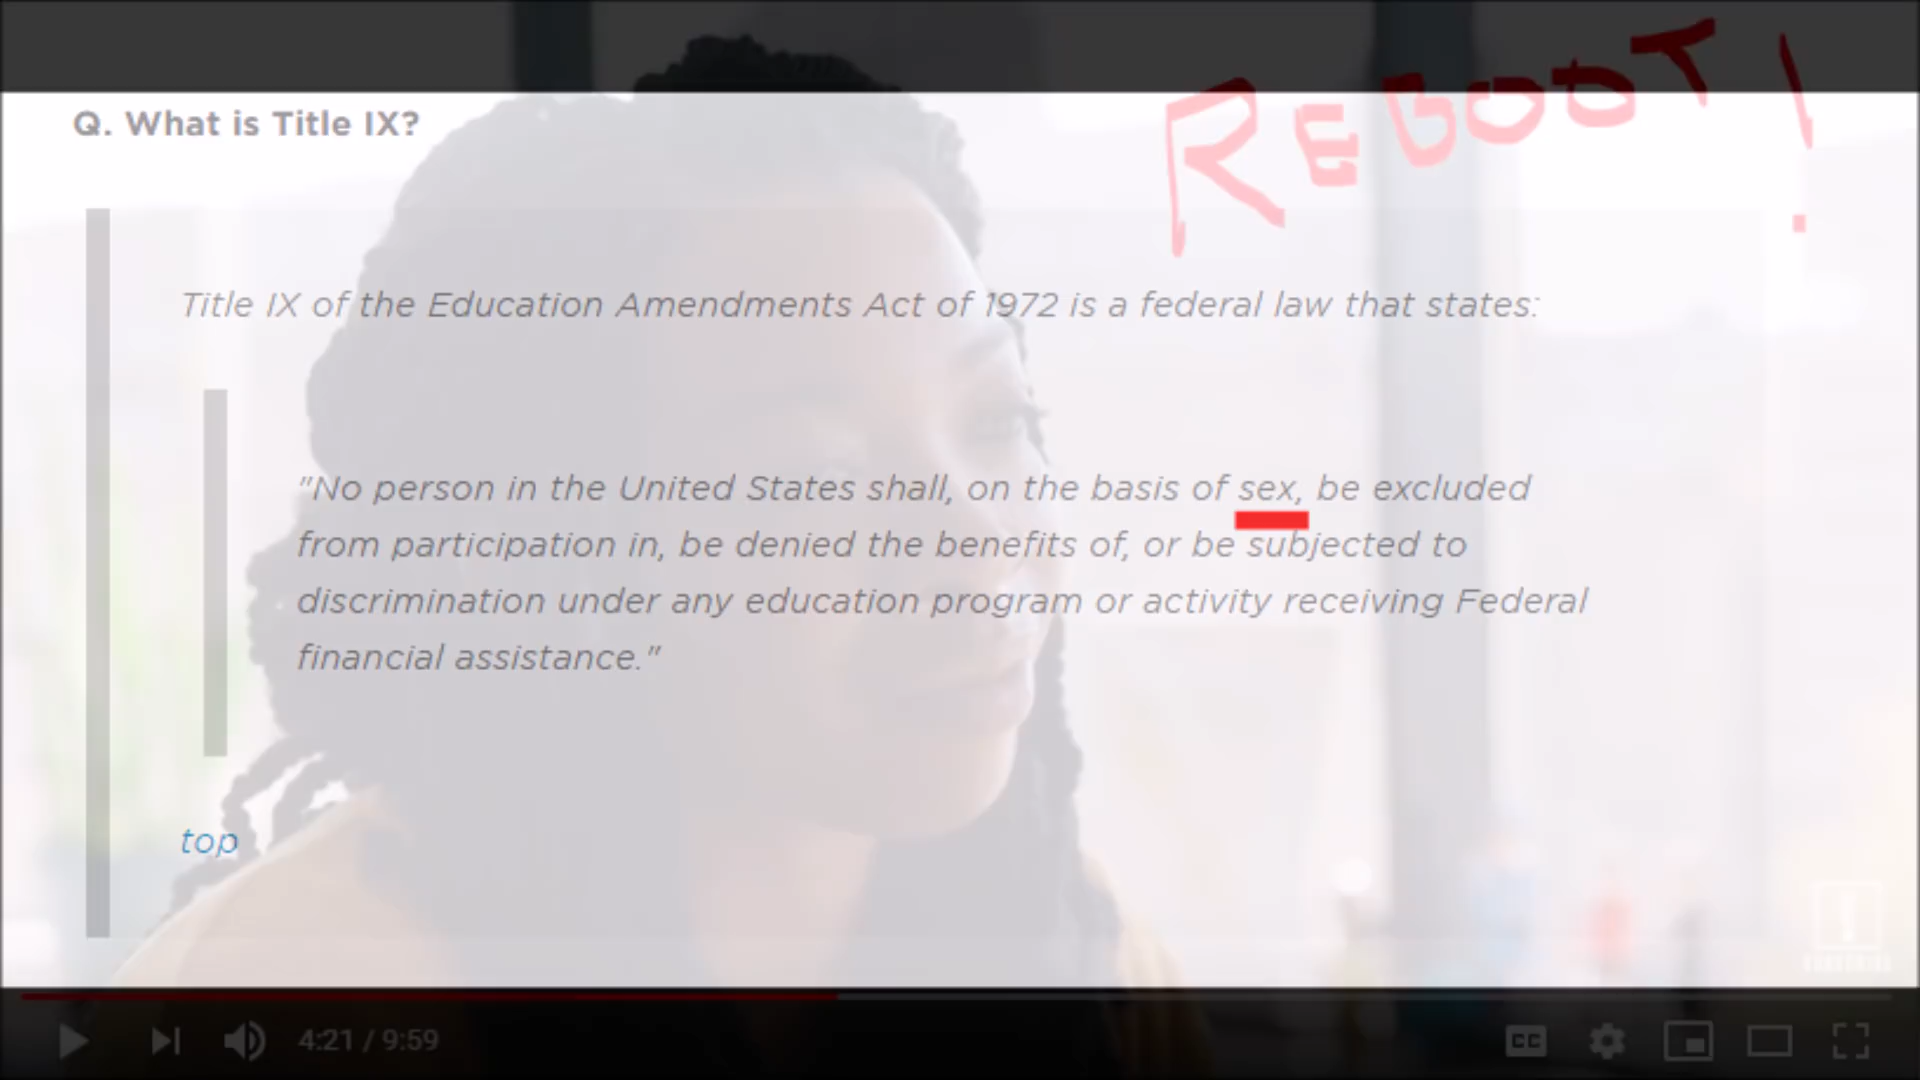 REBOOT!
Q. What is Title IX?
Title IX of the Education Amendments Act of 1972 is a federal law that states:
"No person in the United States shall, on the basis of sex, be excluded
from participation in, be denied the benefits of, or be subjected to
discrimination under any education program or activity receiving Federal
financial assistance."
top
4:21 / 9:59
CC